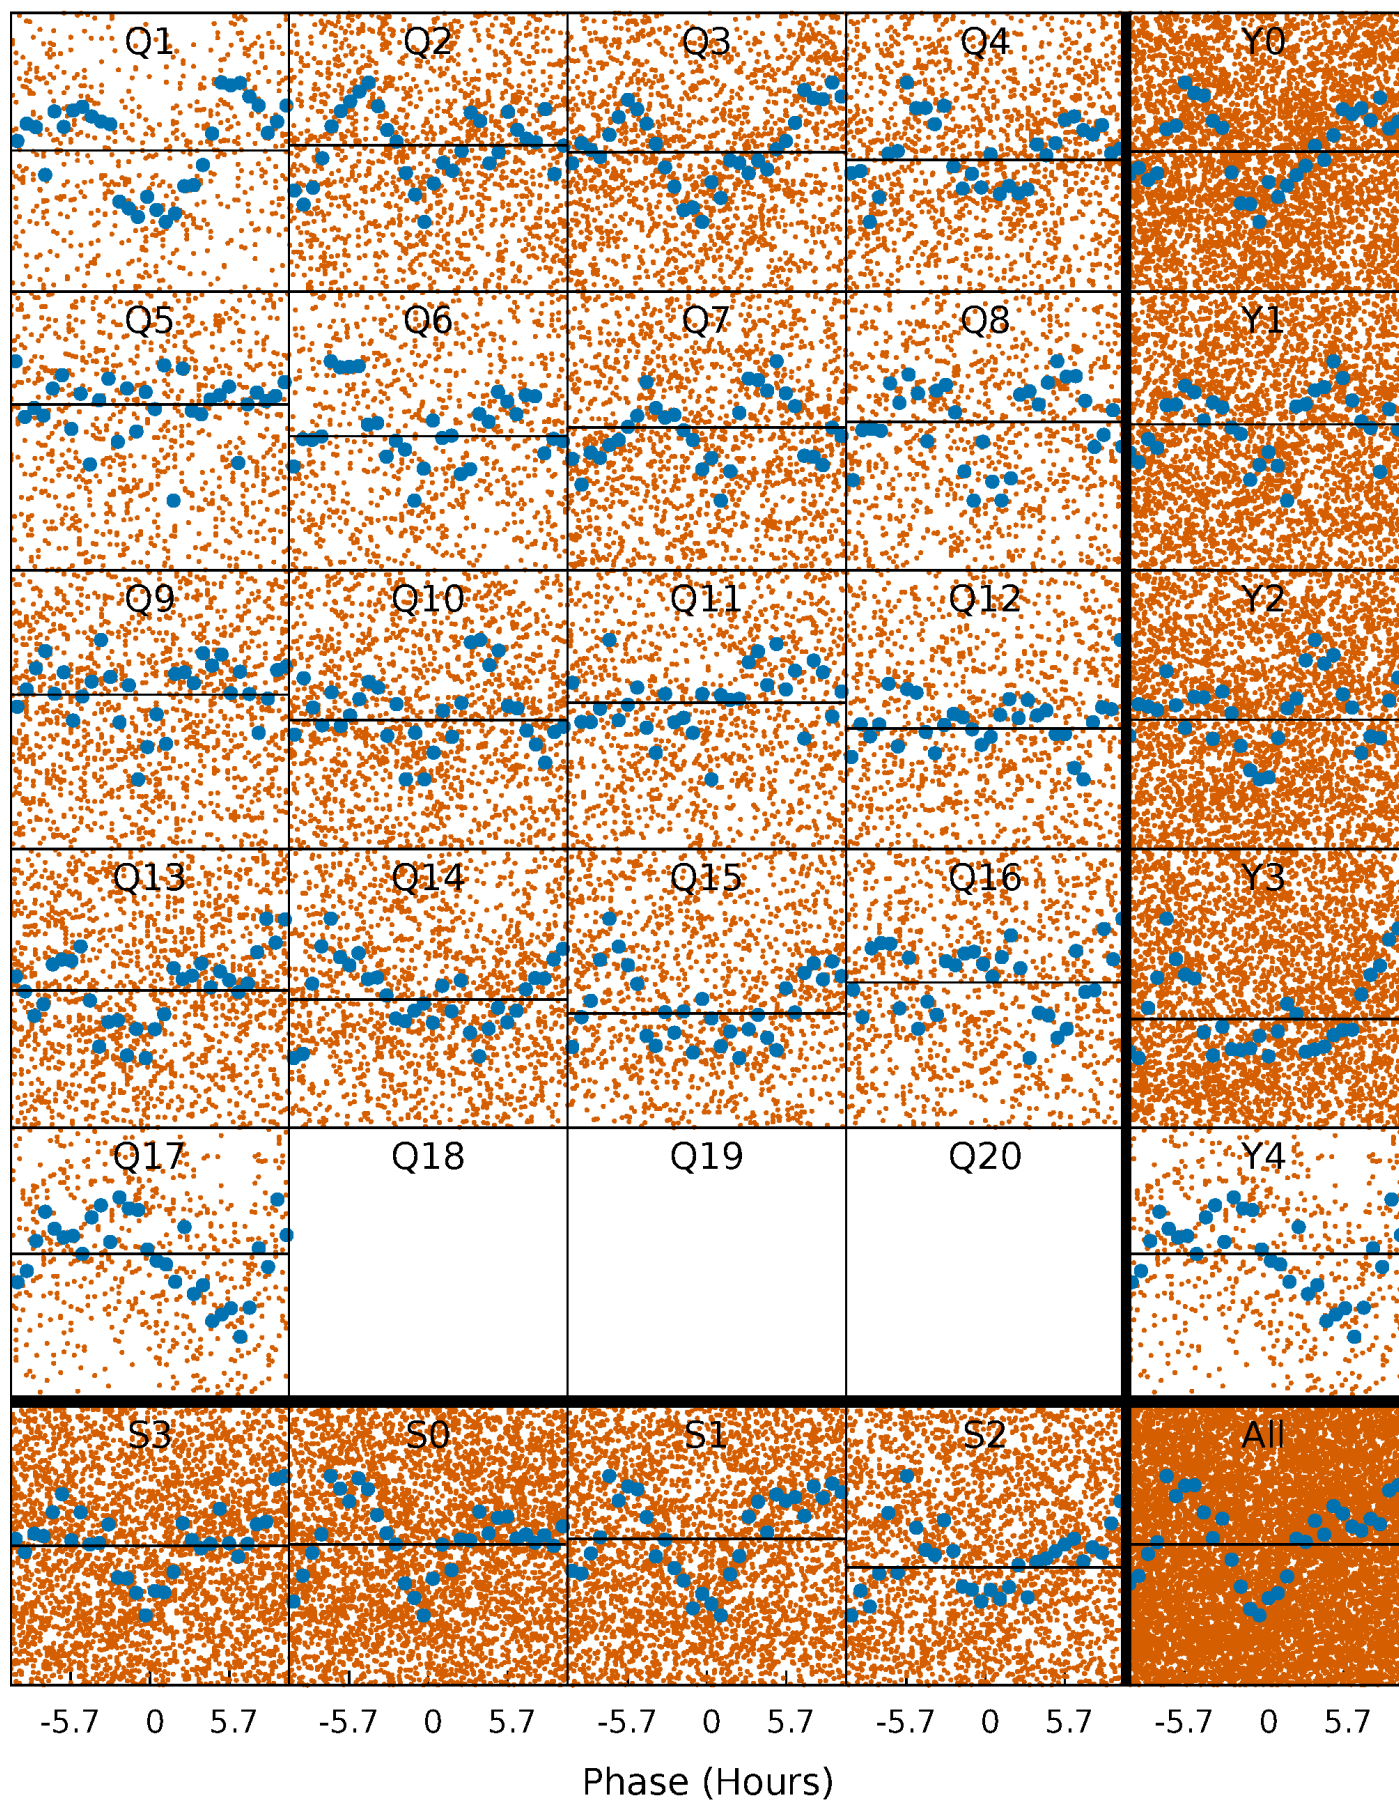 Q1 Q2 Q3 Q4 Y0
Q5 Q6 Q7 Q8 Y1
Q9 Q10 Q11 Q12 Y2
Q13 Q14 Q15 Q16 Y3
Q17 Q18 Q19 Q20 Y4
S3 S0 S1 S2 All
-5.7 0 5.7 -5.7 0 5.7 -5.7 0 5.7 -5.7 0 5.7 -5.7 0 5.7
Phase (Hours)